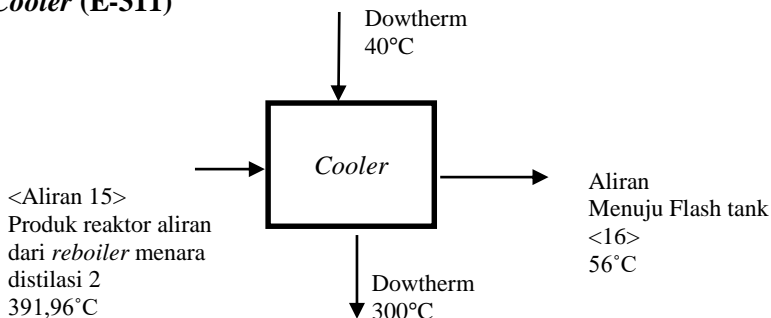 Cooler (E-311)
Dowtherm
40°C
Cooler
<Aliran 15>
Produk reaktor aliran
dari reboiler menara
distilasi 2
391,96˚C
Aliran
Menuju Flash tank
<16>
56˚C
Dowtherm
300°C